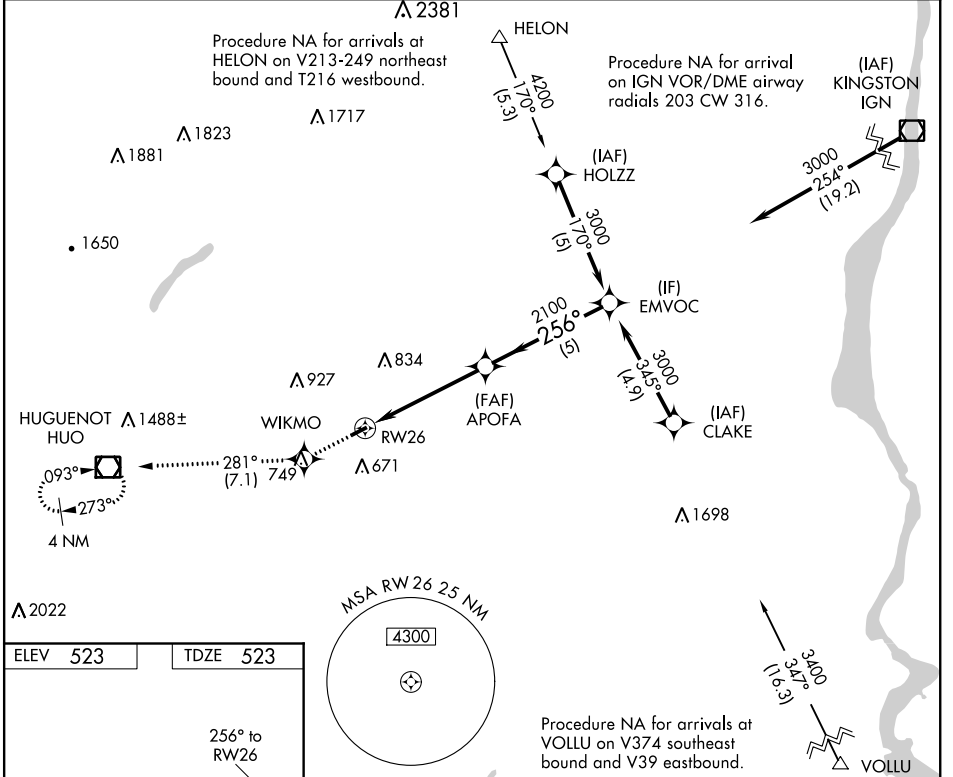 2381
HELON
Procedure NA for arrivals at
HELON on V213-249 northeast
bound and T216 westbound.
Procedure NA for arrival
on IGN VOR/DME airway
radials 203 CW 316.
(IAF)
KINGSTON
IGN
4200
170°
(5.3)
1717
1823
1881
(IAF)
HOLZZ
3000
254°
(19.2)
3000
170°
(5)
1650
(IF)
EMVOC
2100
256°
(5)
3000
345°
(4.9)
834
927
(FAF)
APOFA
(IAF)
CLAKE
HUGUENOT
HUO
1488±
WIKMO
RW26
281°
(7.1)
749
671
093°
273°
4 NM
1698
2022
MSA RW26 25 NM
4300
ELEV 523
TDZE 523
256° to
RW26
3400
347°
(16.3)
Procedure NA for arrivals at
VOLLU on V374 southeast
bound and V39 eastbound.
VOLLU